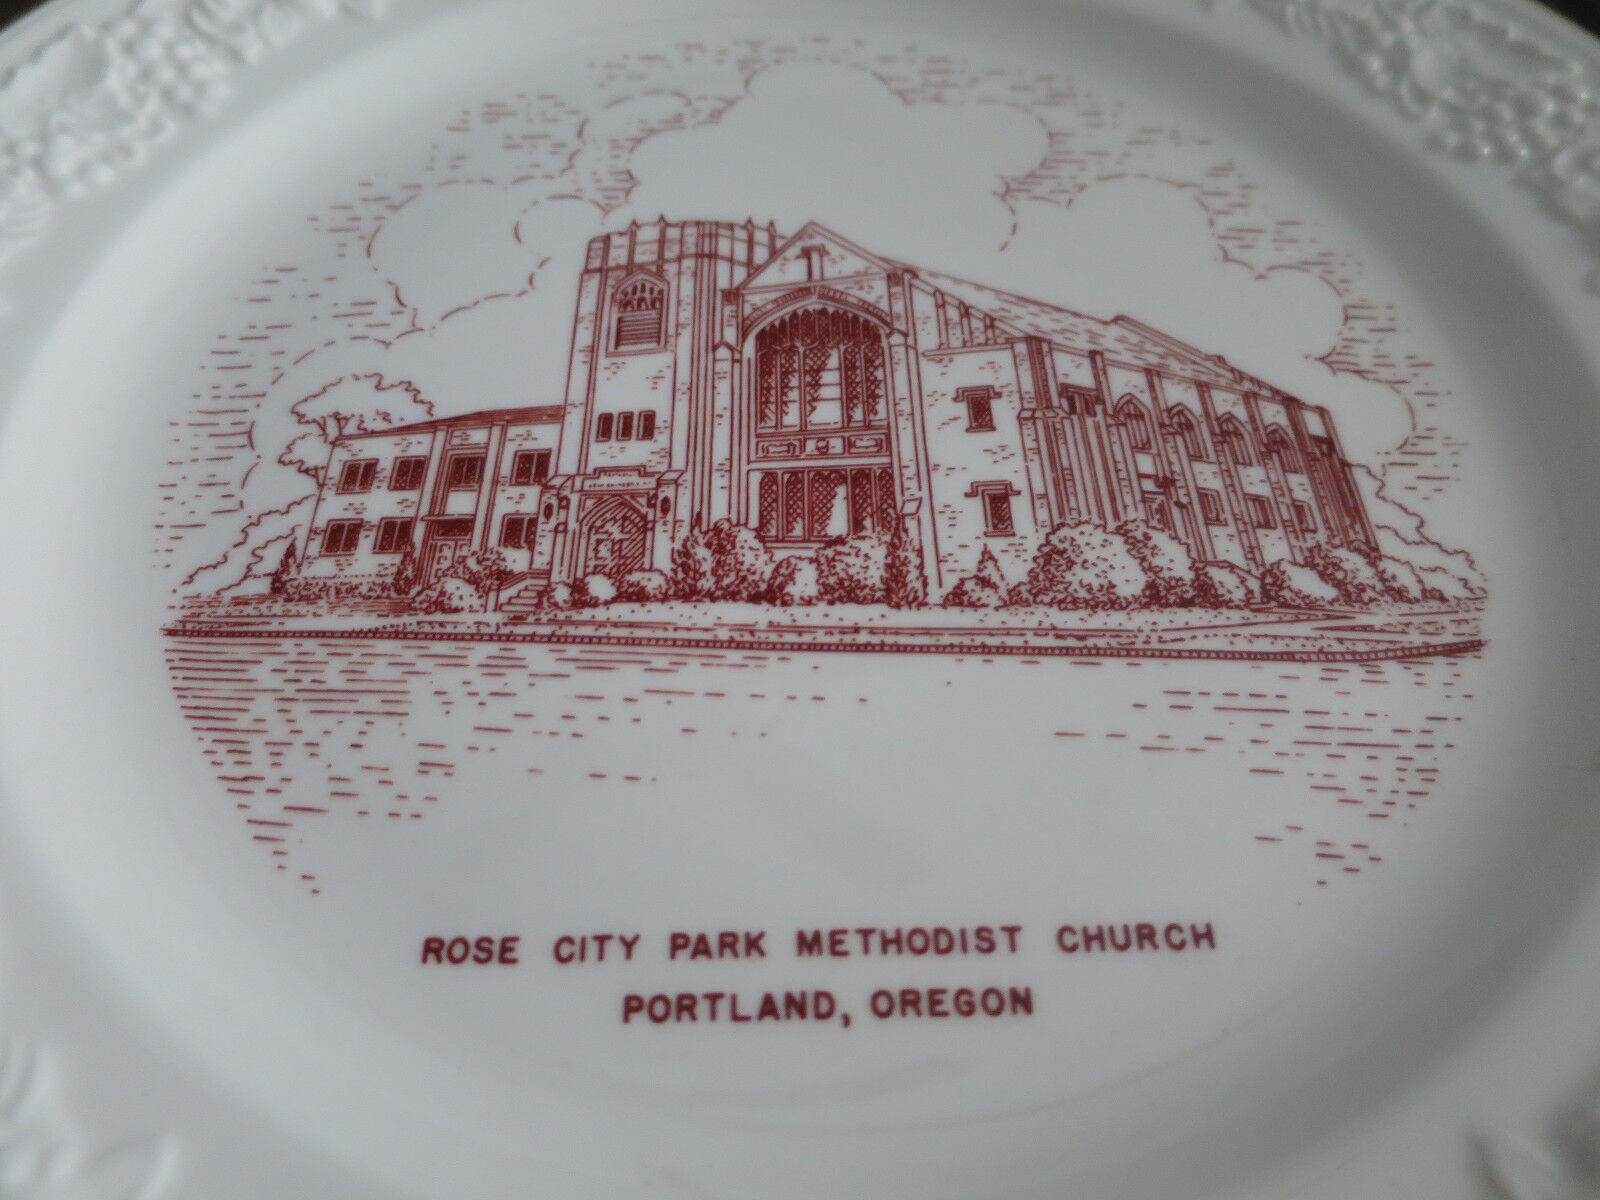 ROSE CITY PARK METHODIST CHURCH
PORTLAND, OREGON